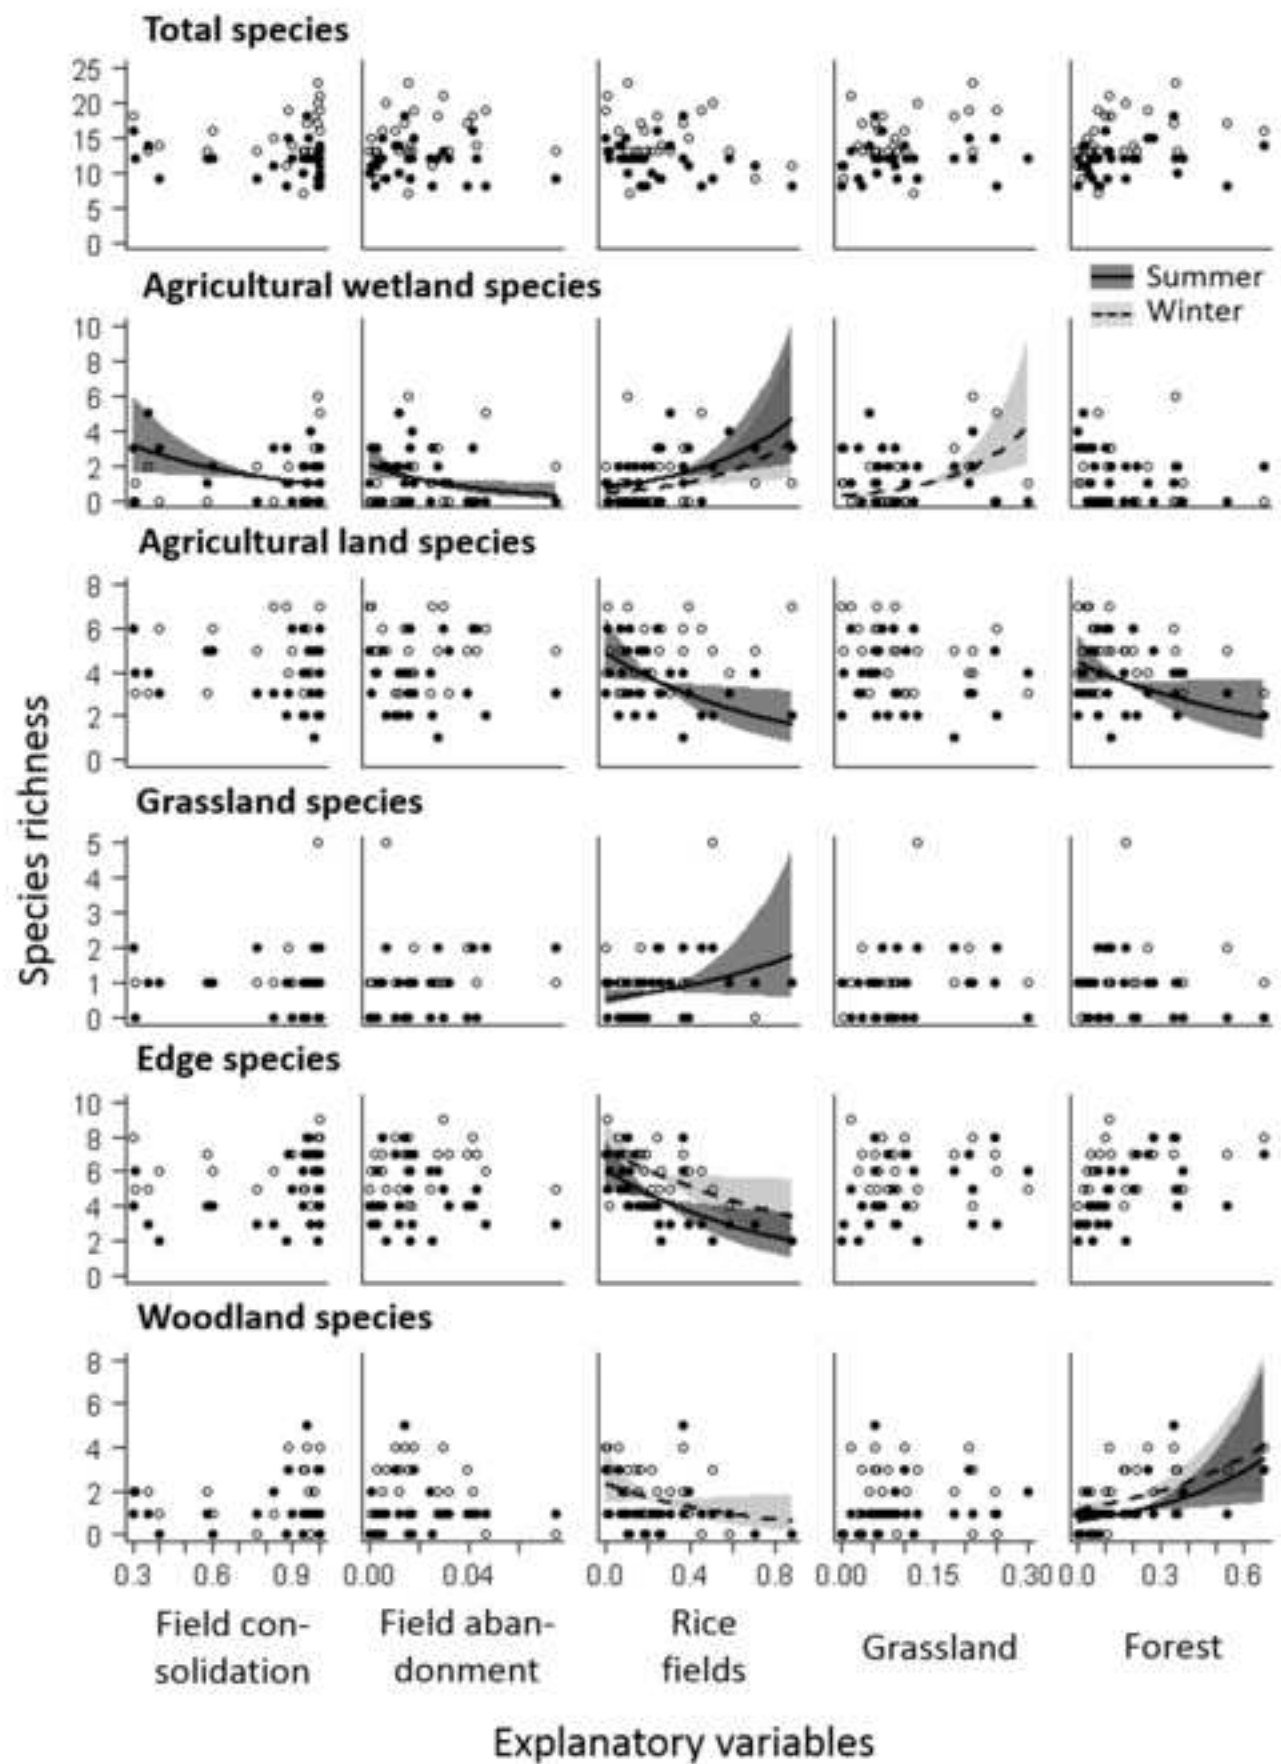 Total species
25
20
15
10
5
0
Agricultural wetland species
Summer
Winter
10
8
6
4
2
0
Agricultural land species
8
6
4
2
0
Species richness
Grassland species
5
4
3
2
1
0
Edge species
10
8
6
4
2
0
Woodland species
8
6
4
2
0
0.3 0.6 0.9 0.00 0.04 0.0 0.4 0.8 0.00 0.15 0.30 0.0 0.3 0.6
Field con-
solidation
Field aban-
donment
Rice
fields
Grassland
Forest
Explanatory variables